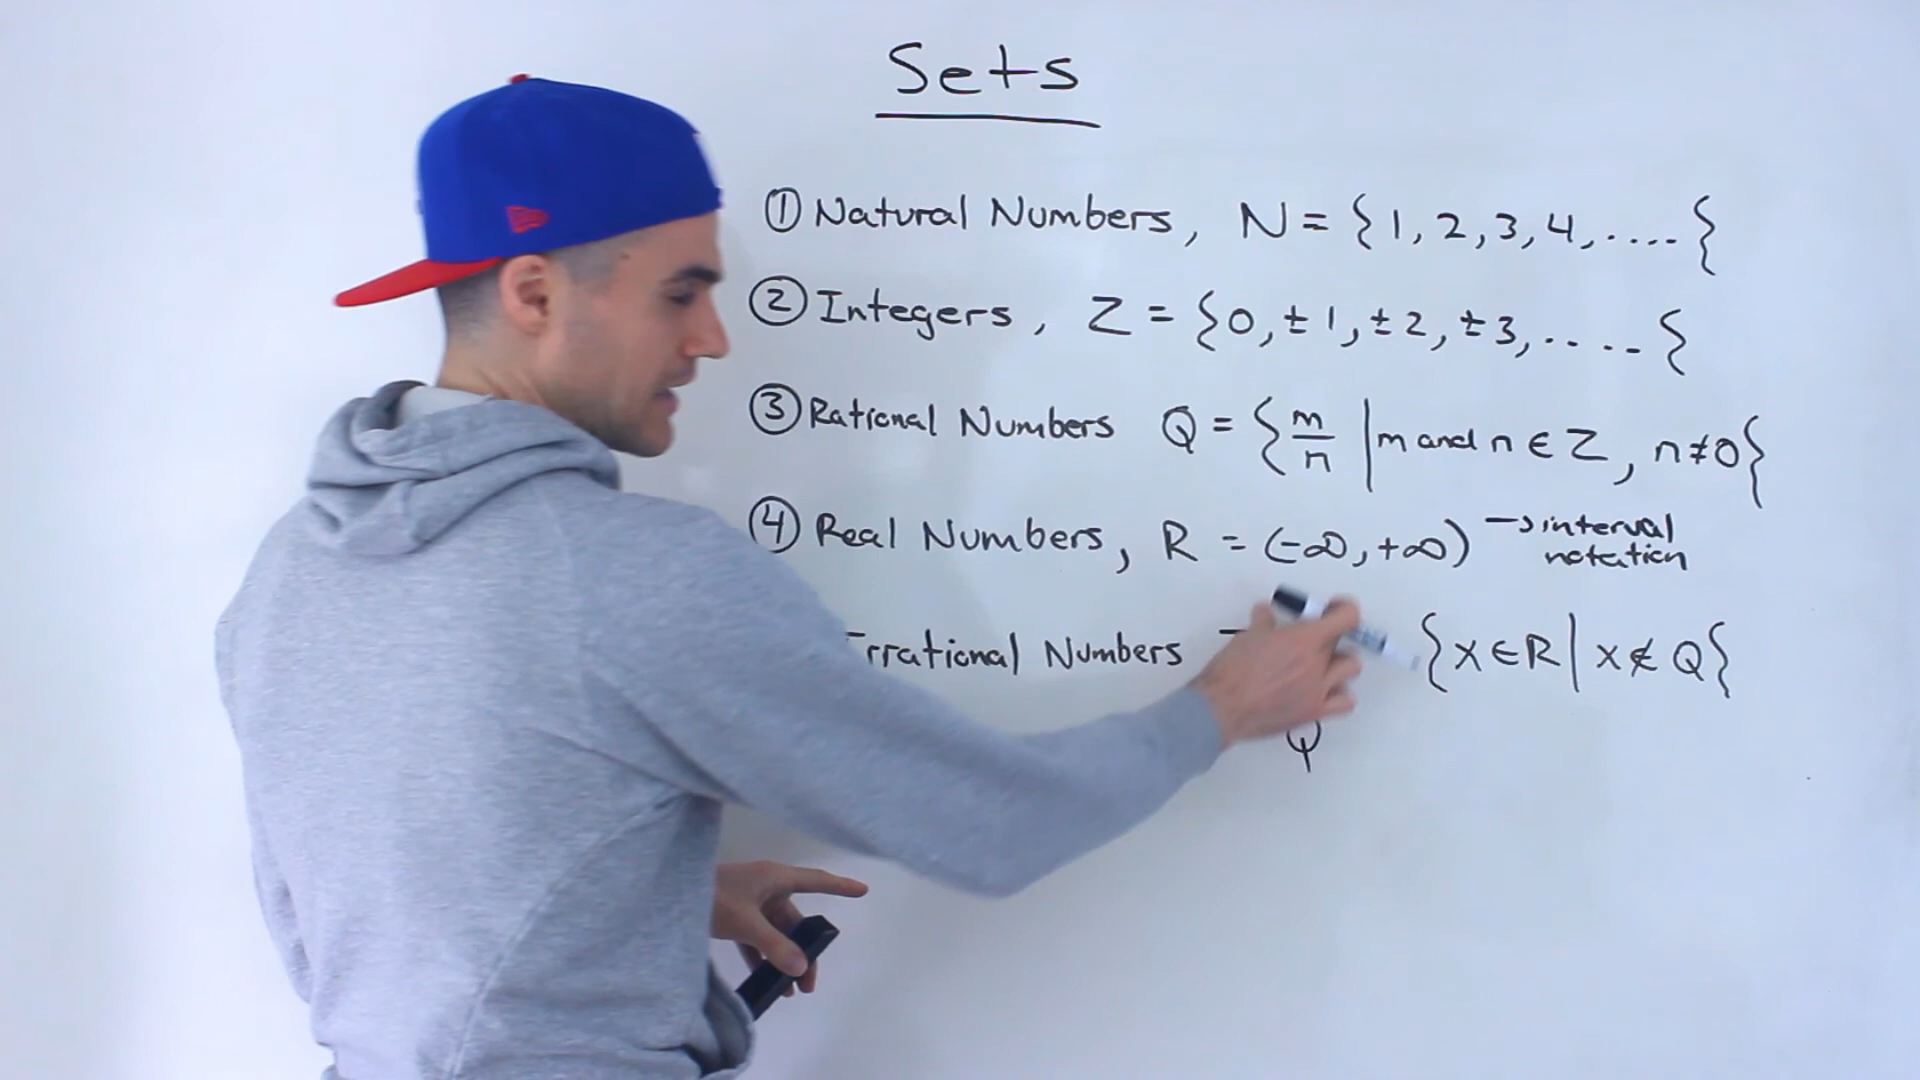 Sets
① Natural Numbers, N = {1, 2, 3, 4, ....{
② Integers, Z = {0, ±1, ±2, ±3, ....{
③ Rational Numbers Q = {m/n | m and n ∈ Z, n≠0{
④ Real Numbers, R = (-∞, +∞) → interval notation
Irrational Numbers {x ∈ R | x ∉ Q{
Q